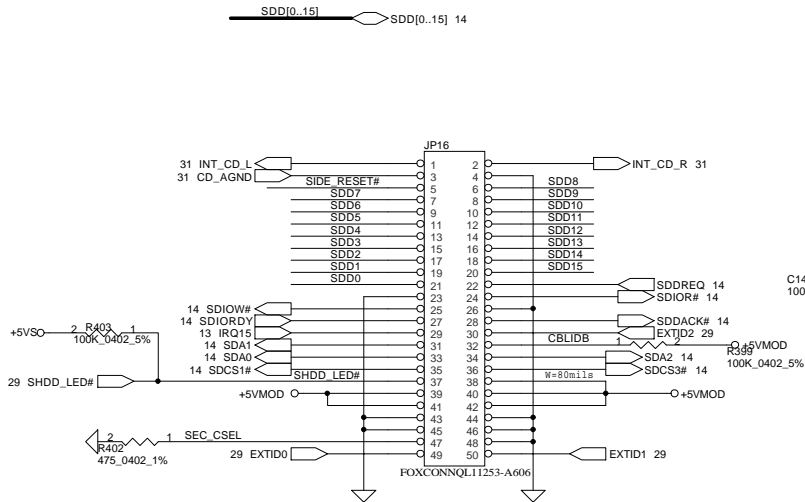 SDD[0..15] SDD[0..15] 14
JP16
31 INT_CD_L 1 2 INT_CD_R 31
31 CD_AGND 3 4
SIDE_RESET# 5 6 SDD8
SDD7 7 8 SDD9
SDD6 9 10 SDD10
SDD5 11 12 SDD11
SDD4 13 14 SDD12
SDD3 15 16 SDD13
SDD2 17 18 SDD14
SDD1 19 20 SDD15
SDD0 21 22 SDDREQ 14
23 24 SDIOR# 14
14 SDIOW# 25 26
14 SDIORDY 27 28 SDDACK# 14
13 IRQ15 29 30 EXTID2 29
14 SDA1 31 32 CBLIDB 1 2 +5VMOD
14 SDA0 33 34 SDA2 14
14 SDCS1# 35 36 SDCS3# 14
+5VS 2 R403 1
100K_0402_5%
R399
100K_0402_5%
29 SHDD_LED# SHDD_LED# 37 38 W=80mils
+5VMOD 39 40 +5VMOD
41 42
43 44
45 46
2 1 SEC_CSEL 47 48
R402
475_0402_1%
29 EXTID0 49 50 EXTID1 29
FOXCONNQL11253-A606
C14
100